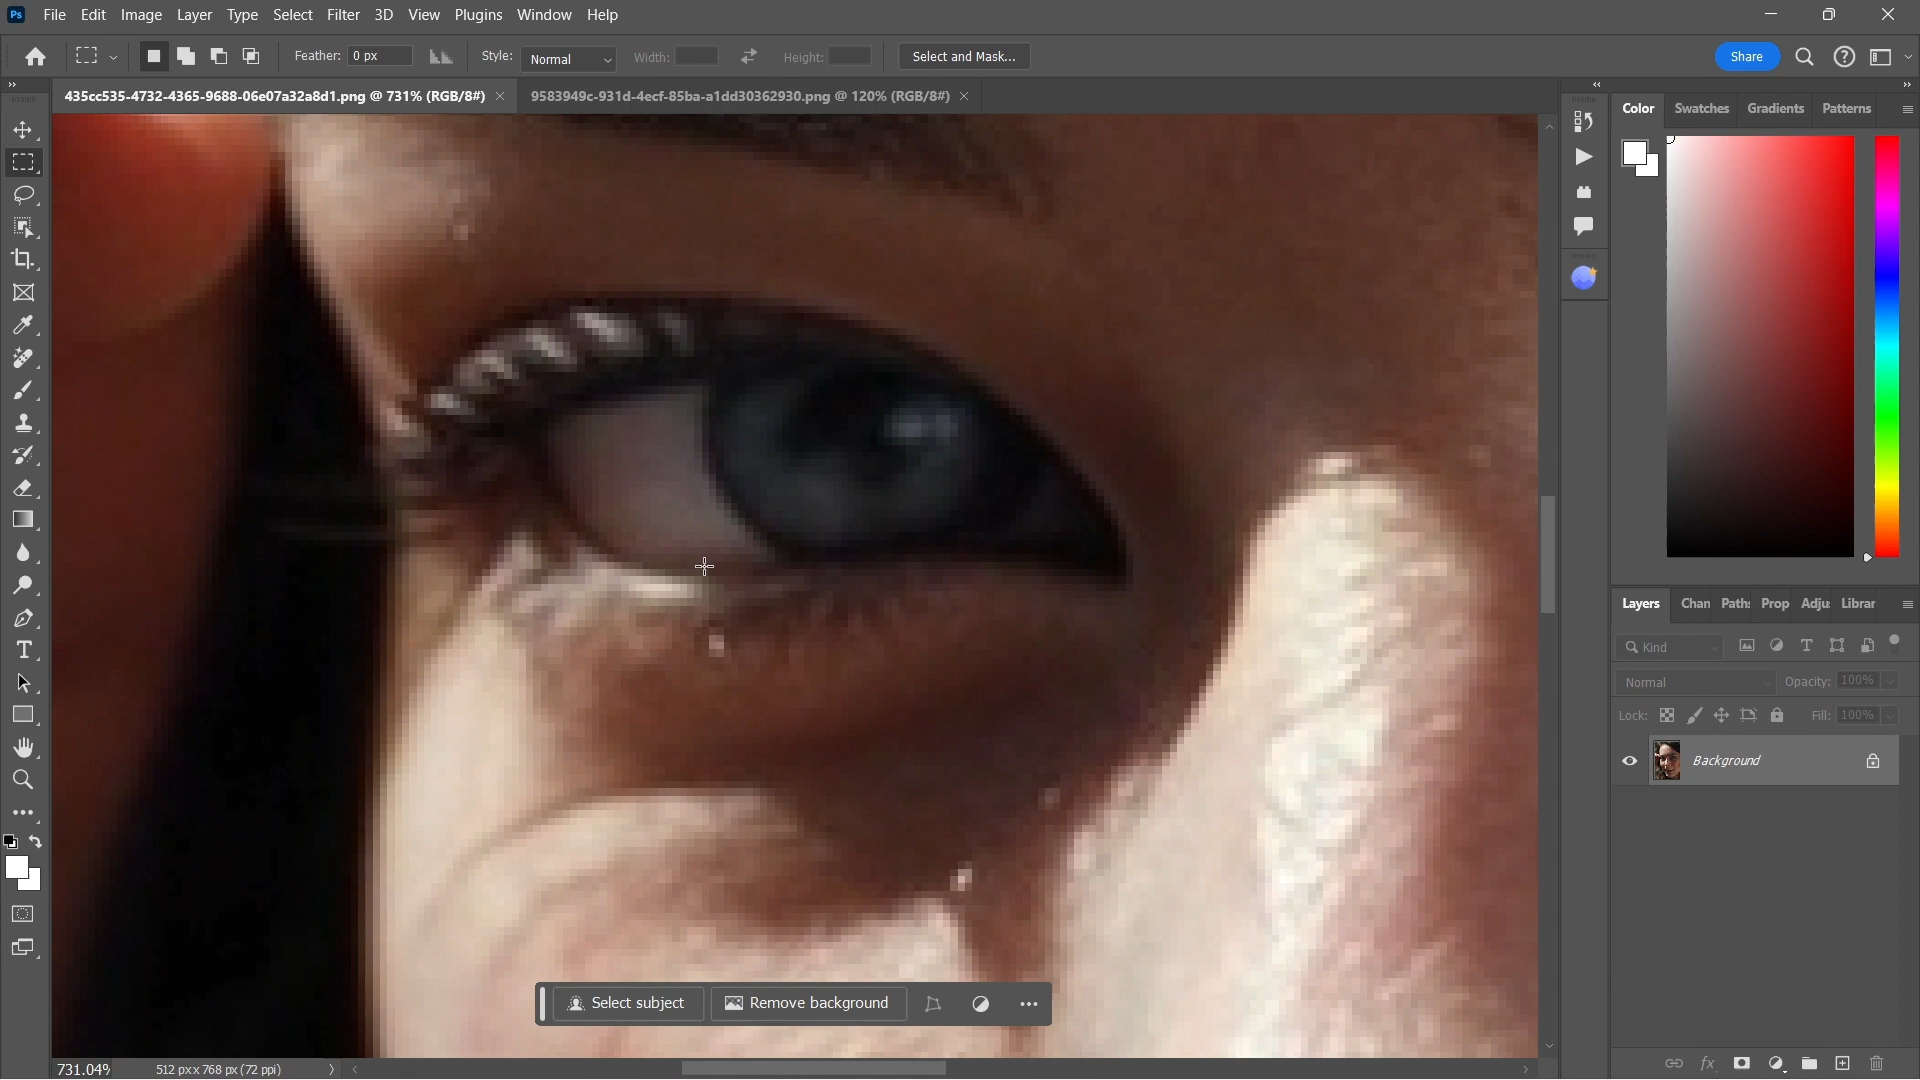 Ps File Edit Image Layer Type Select Filter 3D View Plugins Window Help
Feather: 0 px Style: Normal Width: Height: Select and Mask... Share
435cc535-4732-4365-9688-06e07a32a8d1.png @ 731% (RGB/8#) × 9583949c-931d-4ecf-85ba-a1dd30362930.png @ 120% (RGB/8#) ×
Color Swatches Gradients Patterns
Layers Chan Paths Prop Adju Librar
Kind
Normal Opacity: 100%
Lock: Fill: 100%
Background
Select subject Remove background
731.04% 512 px x 768 px (72 ppi)